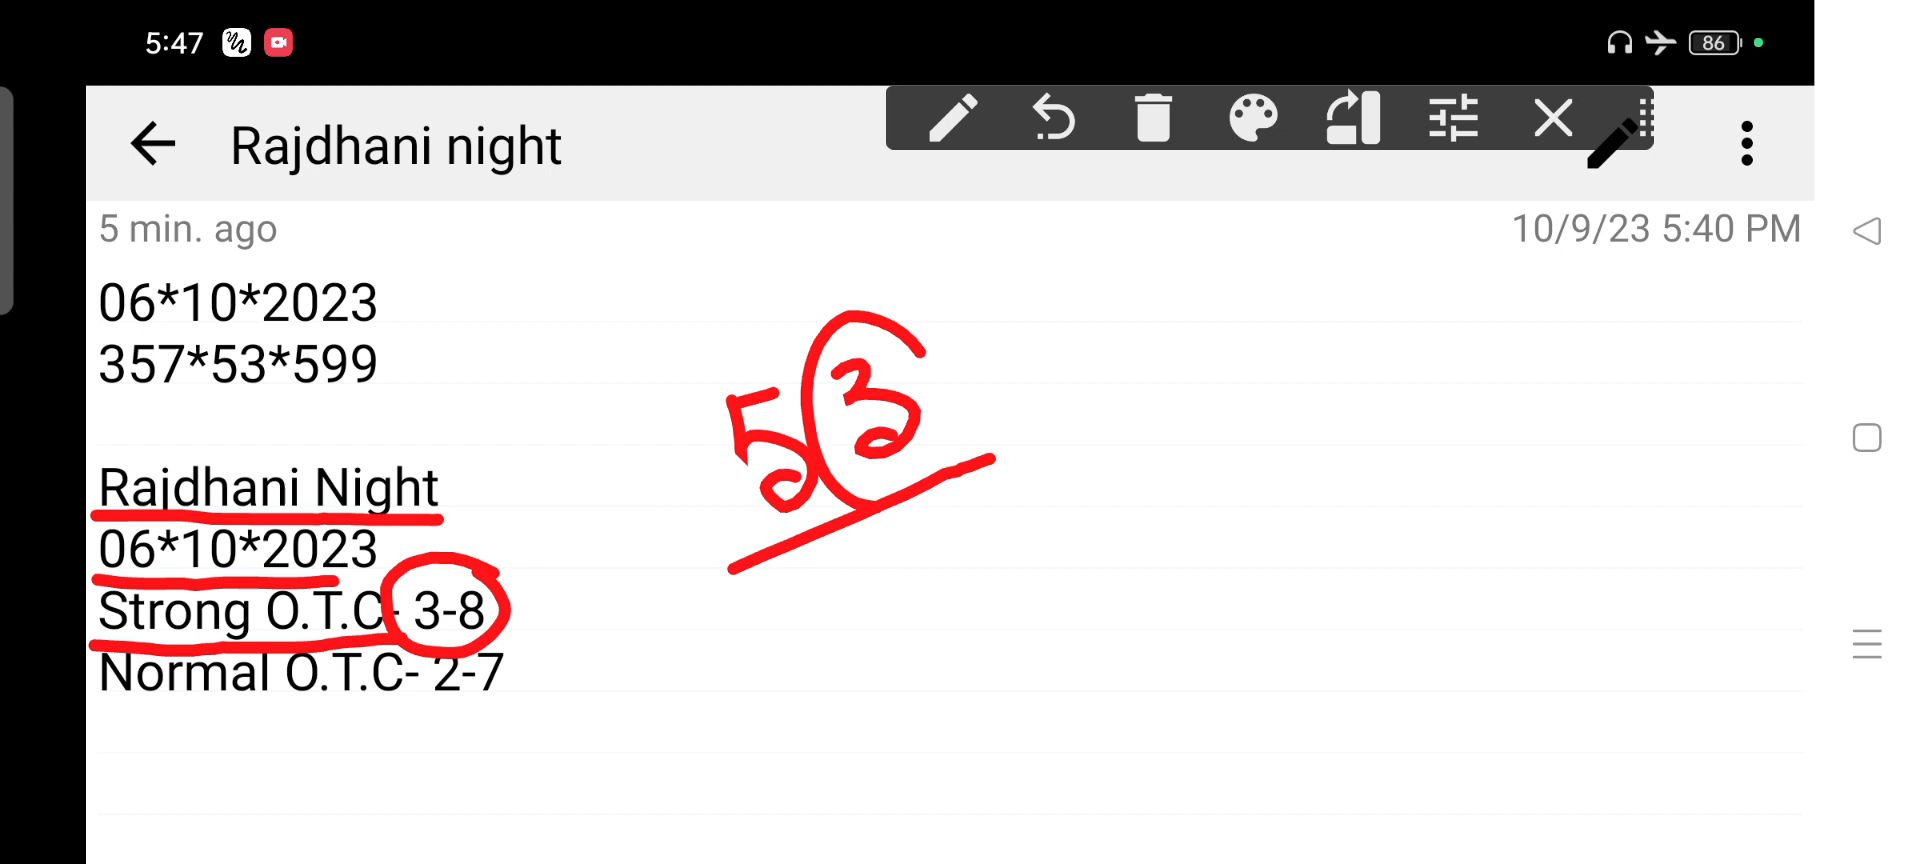 5:47
86
Rajdhani night
5 min. ago
10/9/23 5:40 PM
06*10*2023
357*53*599
53
Rajdhani Night
06*10*2023
Strong O.T.C- 3-8
Normal O.T.C- 2-7